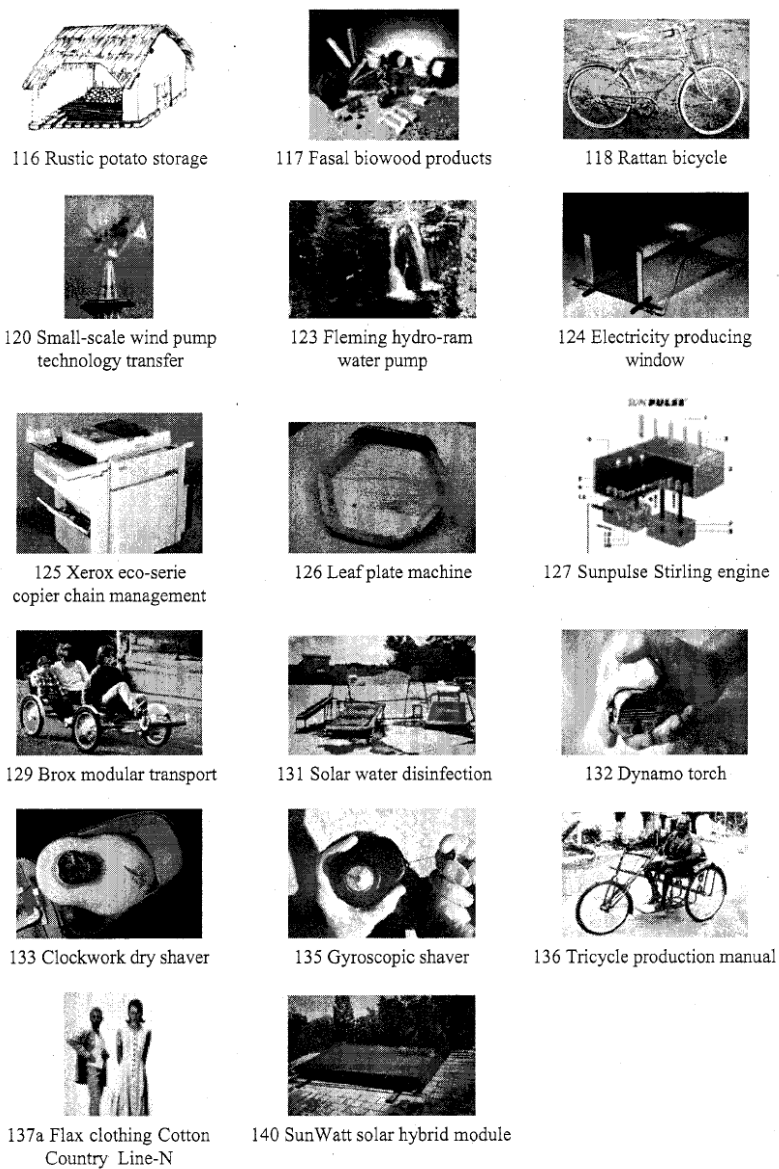 116 Rustic potato storage
117 Fasal biowood products
118 Rattan bicycle
120 Small-scale wind pump
technology transfer
123 Fleming hydro-ram
water pump
124 Electricity producing
window
SUNPULSE
125 Xerox eco-serie
copier chain management
126 Leaf plate machine
127 Sunpulse Stirling engine
129 Brox modular transport
131 Solar water disinfection
132 Dynamo torch
133 Clockwork dry shaver
135 Gyroscopic shaver
136 Tricycle production manual
137a Flax clothing Cotton
Country Line-N
140 SunWatt solar hybrid module